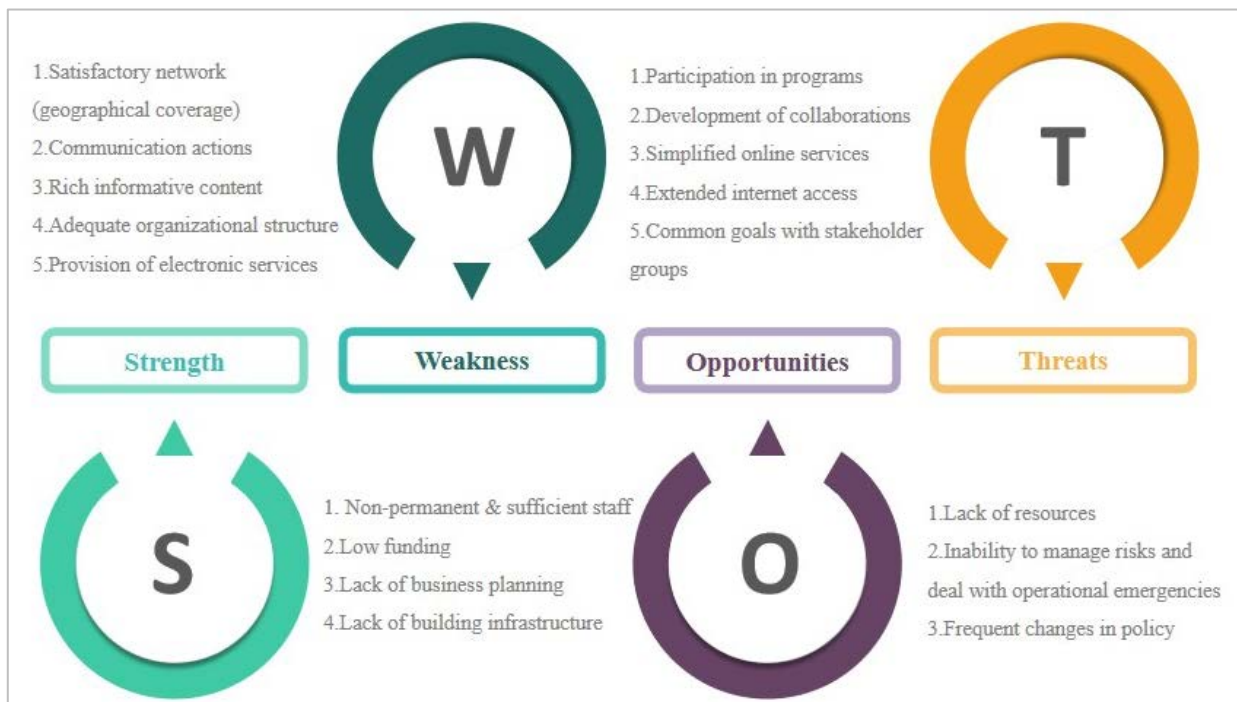 1.Satisfactory network
(geographical coverage)
2.Communication actions
3.Rich informative content
4.Adequate organizational structure
5.Provision of electronic services
W
1.Participation in programs
2.Development of collaborations
3.Simplified online services
4.Extended internet access
5.Common goals with stakeholder
groups
T
Strength
Weakness
Opportunities
Threats
S
1. Non-permanent & sufficient staff
2.Low funding
3.Lack of business planning
4.Lack of building infrastructure
O
1.Lack of resources
2.Inability to manage risks and
deal with operational emergencies
3.Frequent changes in policy